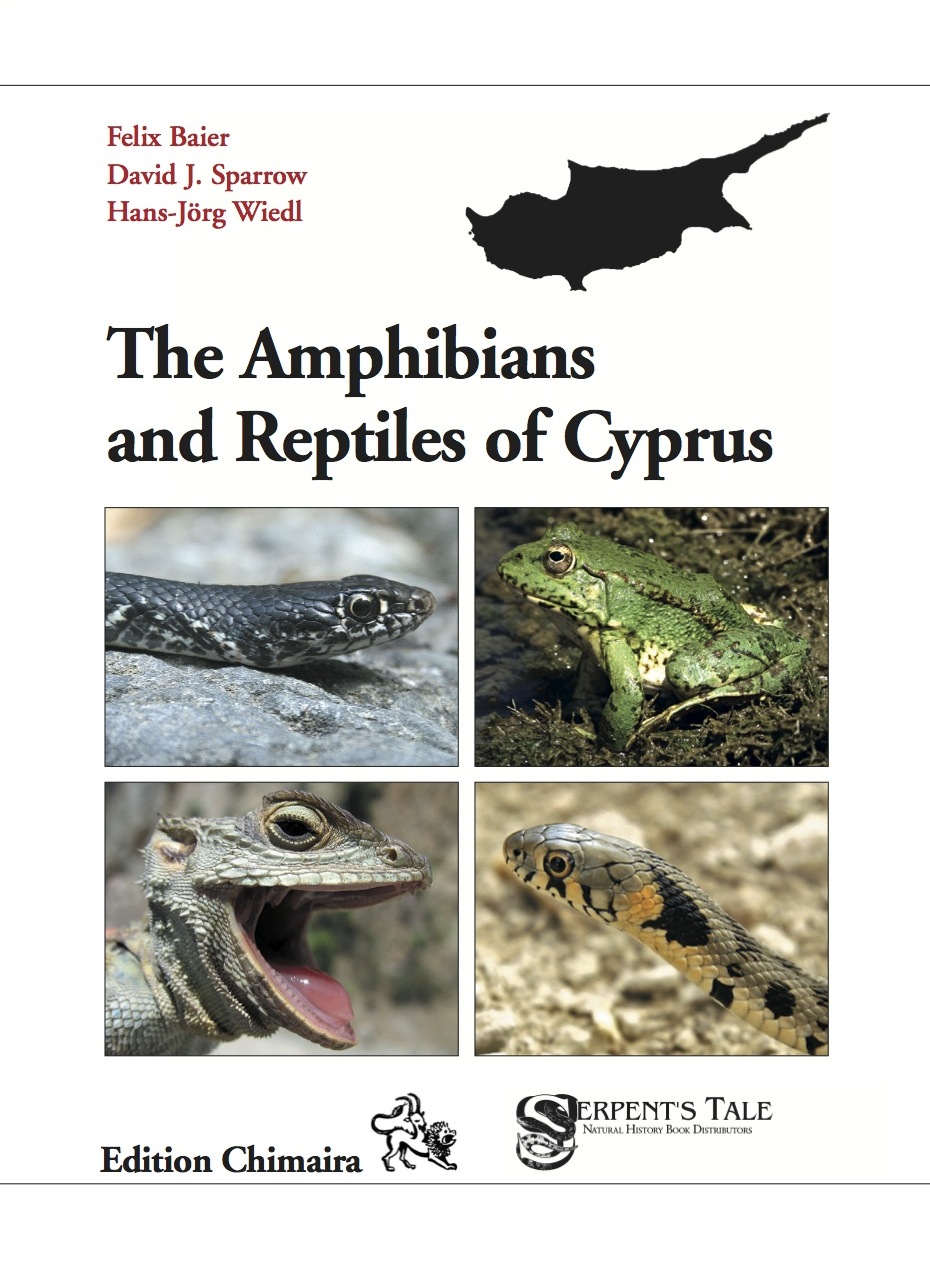 Felix Baier
David J. Sparrow
Hans-Jörg Wiedl
The Amphibians
and Reptiles of Cyprus
Edition Chimaira
SERPENT'S TALE
NATURAL HISTORY BOOK DISTRIBUTORS